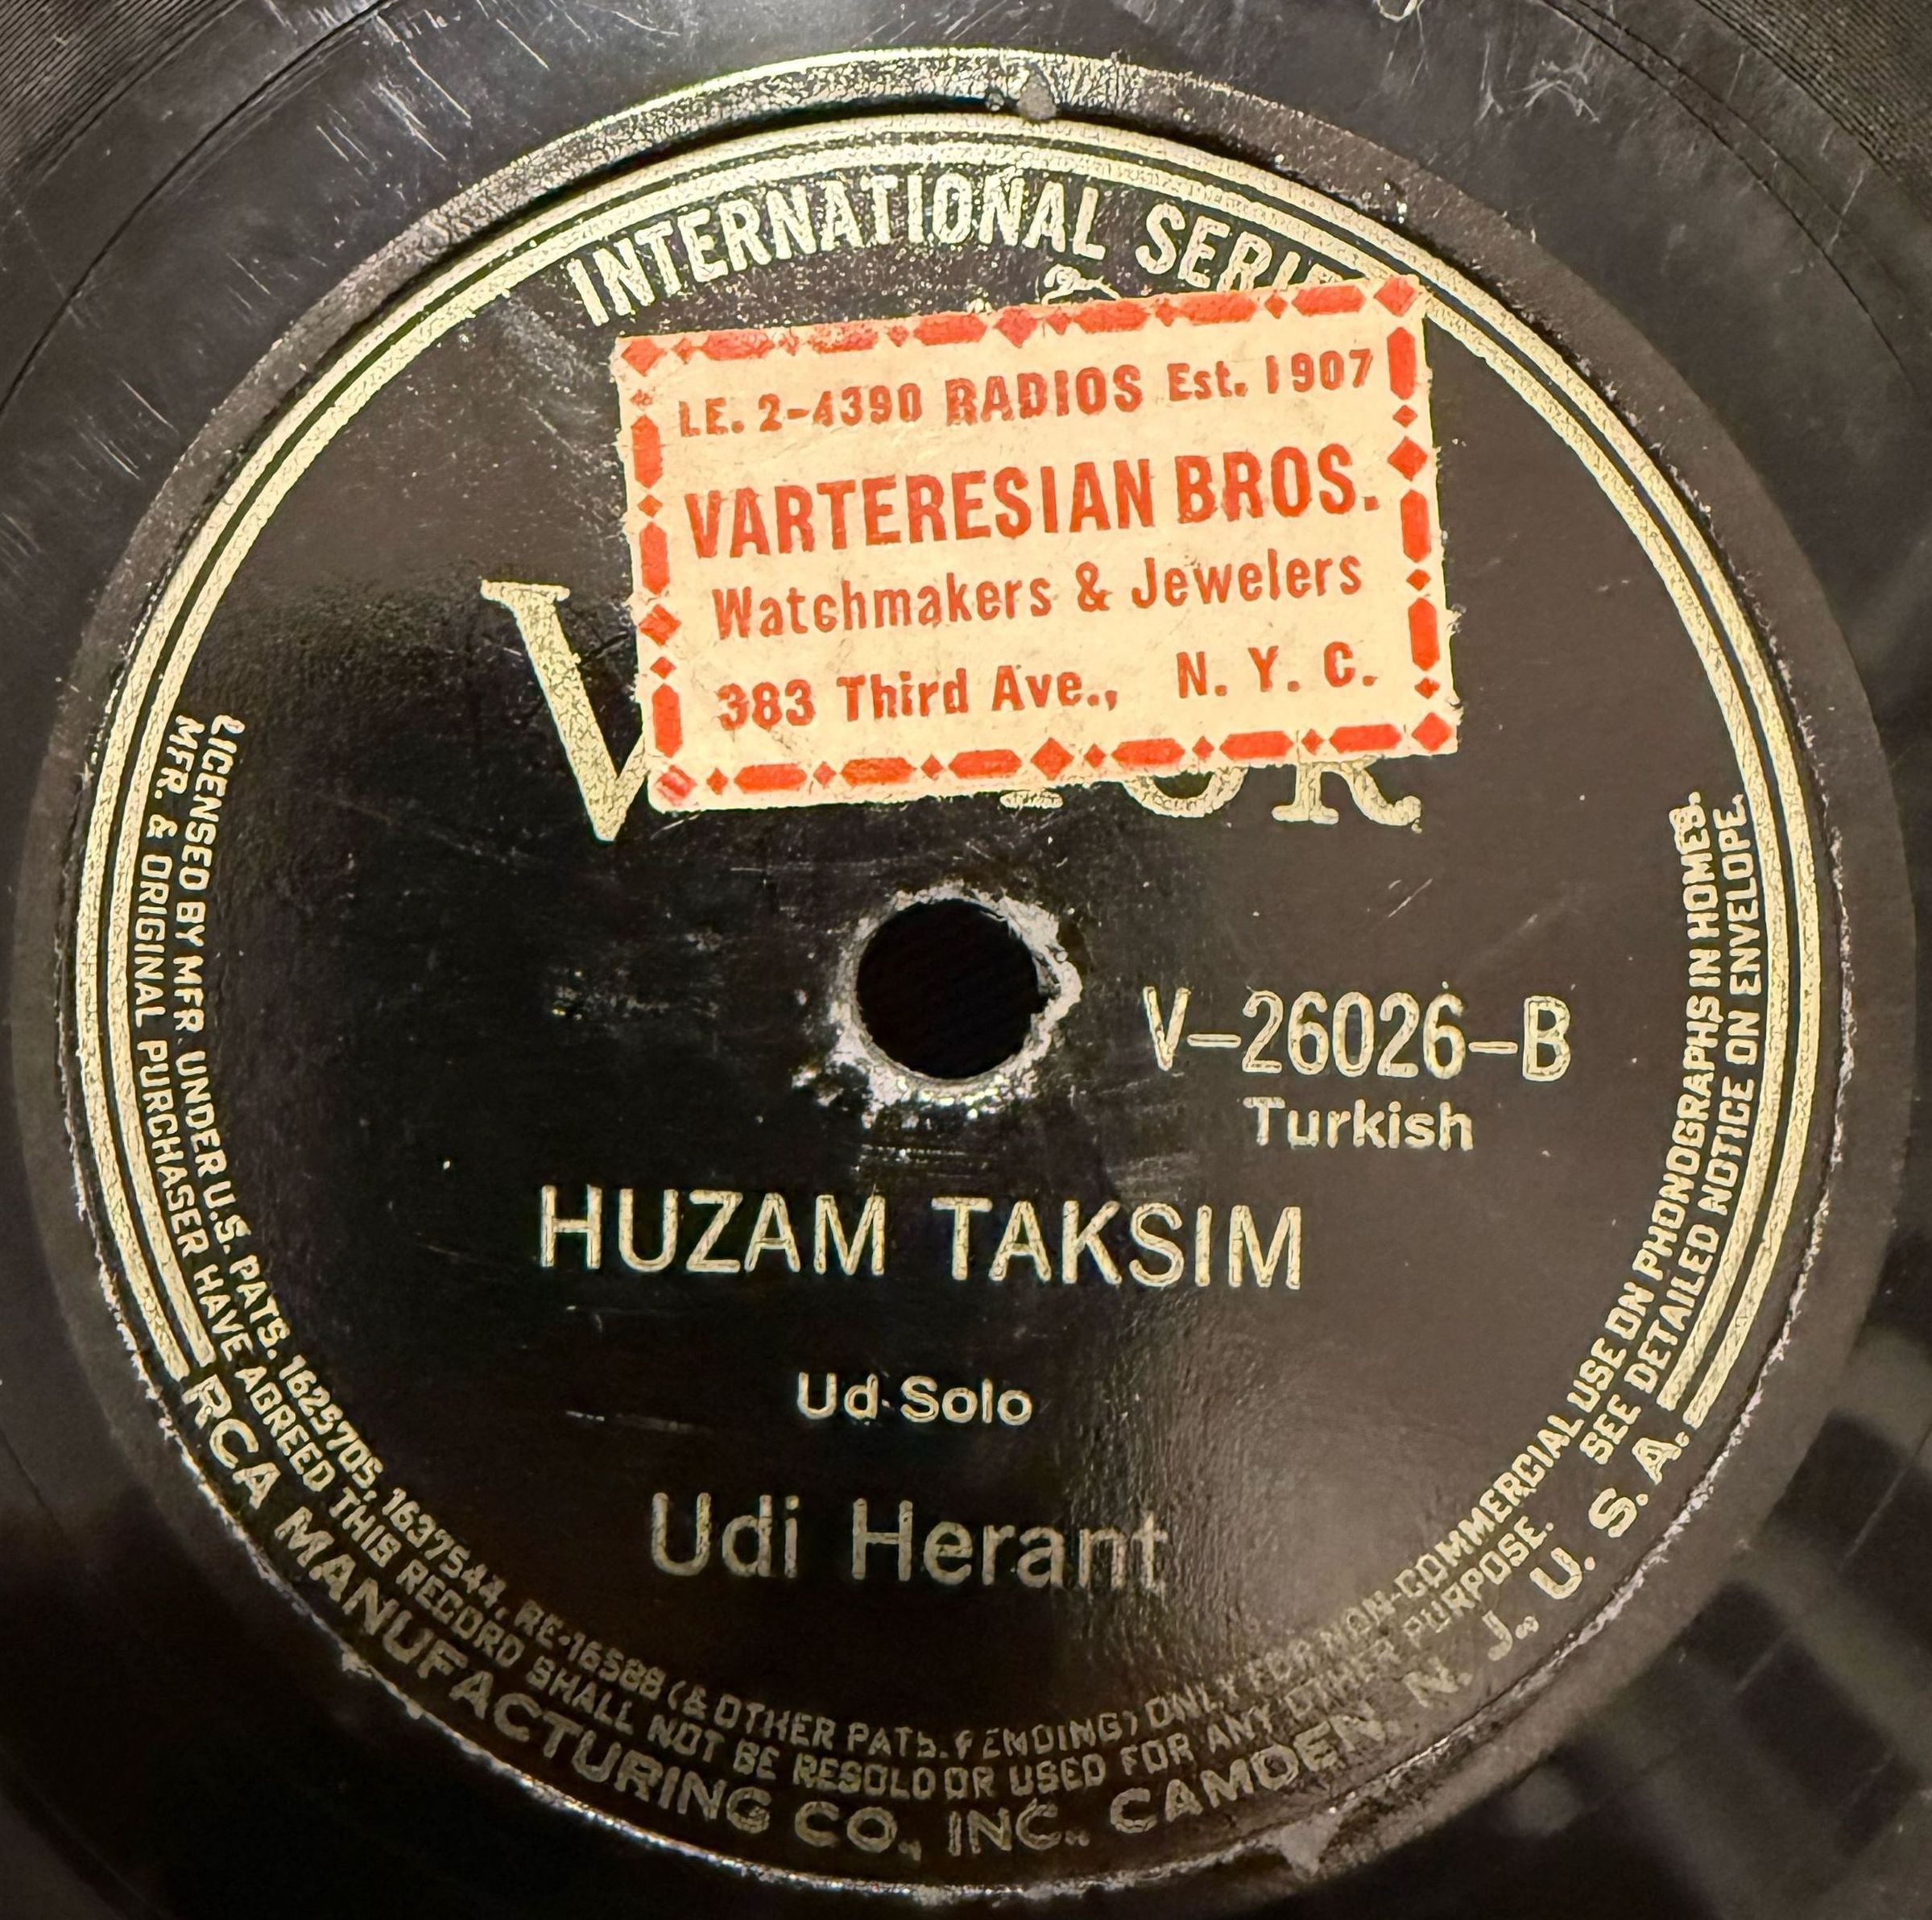 INTERNATIONAL SERIES
LE. 2-4390 RADIOS Est. 1907
VARTERESIAN BROS.
Watchmakers & Jewelers
383 Third Ave., N. Y. C.
V-26026-B
Turkish
HUZAM TAKSIM
Ud Solo
Udi Herant
LICENSED BY MFR. UNDER U.S. PATS. 1625705, 1637544, RE-16588 (& OTHER PATS. PENDING) ONLY FOR NON-COMMERCIAL USE ON PHONOGRAPHS IN HOMES.
MFR. & ORIGINAL PURCHASER HAVE AGREED THIS RECORD SHALL NOT BE RESOLD OR USED FOR ANY OTHER PURPOSE. SEE DETAILED NOTICE ON ENVELOPE.
RCA MANUFACTURING CO., INC., CAMDEN, N. J., U. S. A.